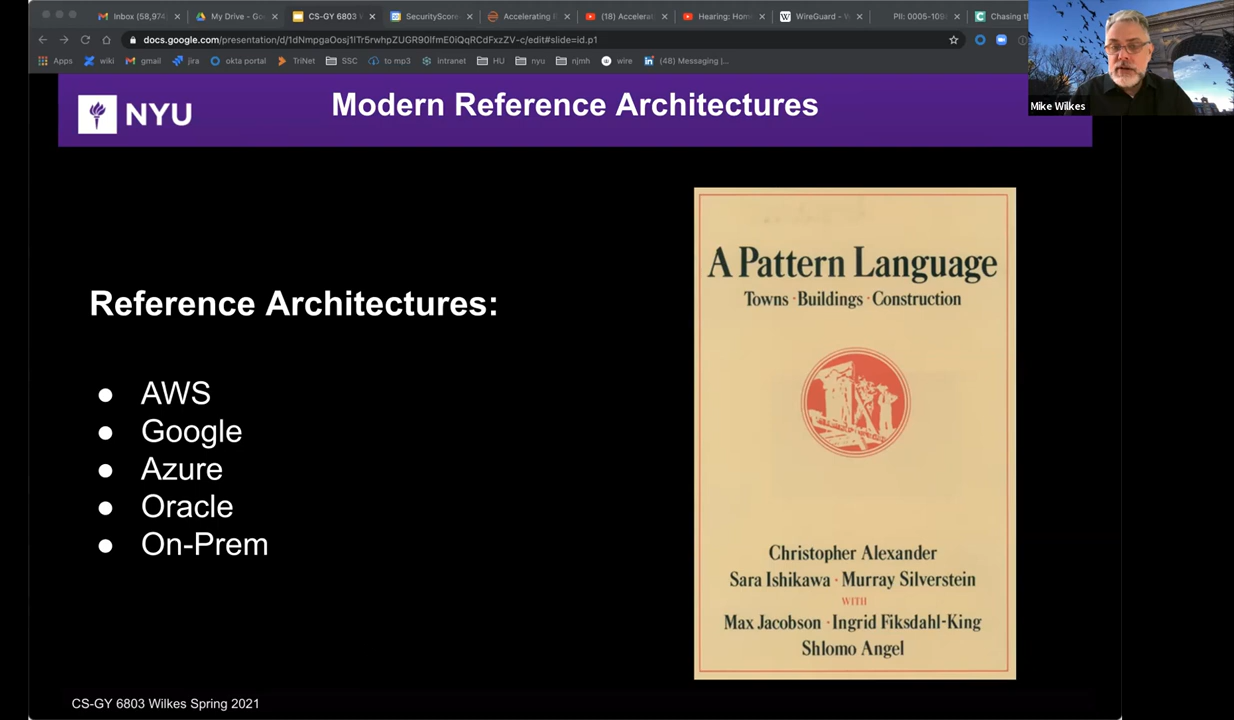 Inbox (58,974
My Drive - Go
CS-GY 6803 W
SecurityScore
Accelerating
(18) Accelerat
Hearing: Hom
WireGuard - W
PII: 0005-109
Chasing th
docs.google.com/presentation/d/1dNmpgaOosj1ITr5rwhpZUGR90lfmE0iQqRCdFxzZV-c/edit#slide=id.p1
Apps wiki gmail jira okta portal TriNet SSC to mp3 intranet HU nyu njmh wire (48) Messaging |...
Mike Wilkes
NYU
Modern Reference Architectures
Reference Architectures:
● AWS
● Google
● Azure
● Oracle
● On-Prem
A Pattern Language
Towns · Buildings · Construction
Christopher Alexander
Sara Ishikawa · Murray Silverstein
WITH
Max Jacobson · Ingrid Fiksdahl-King
Shlomo Angel
CS-GY 6803 Wilkes Spring 2021